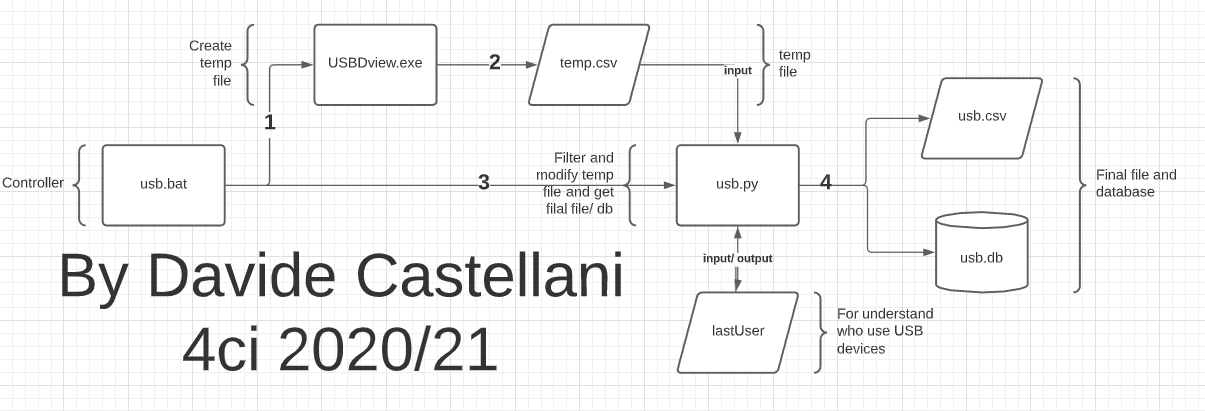 Create
temp
file
1
USBDview.exe
2
temp.csv
input
temp
file
Controller
usb.bat
3
Filter and
modify temp
file and get
filal file/ db
usb.py
4
usb.csv
usb.db
Final file and
database
input/ output
lastUser
For understand
who use USB
devices
By Davide Castellani
4ci 2020/21